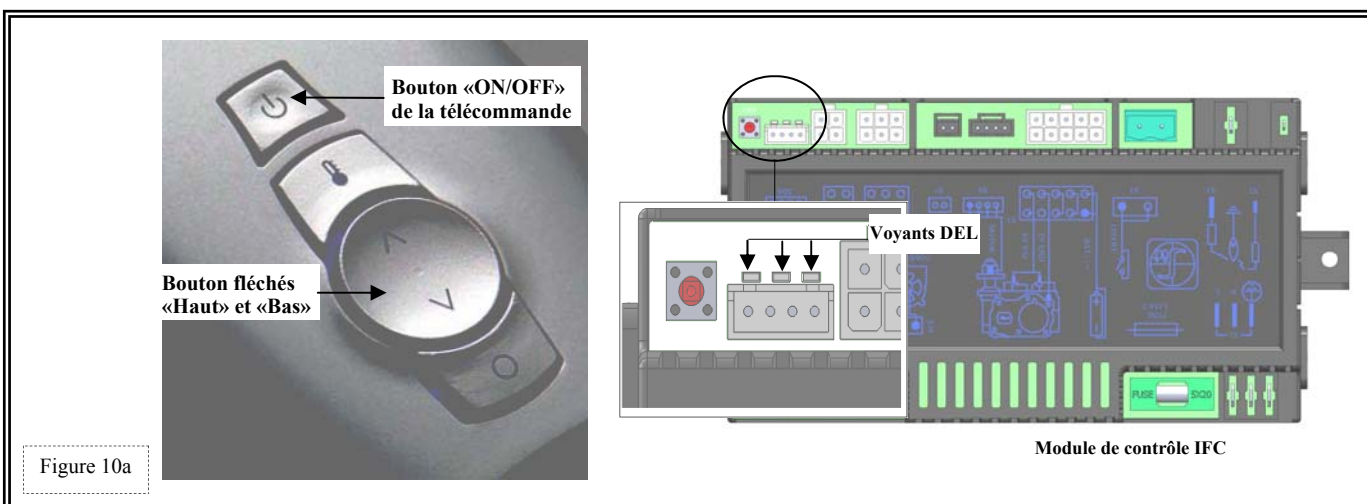 Bouton «ON/OFF»
de la télécommande
Bouton fléchés
«Haut» et «Bas»
Voyants DEL
FUSE 5X20
Module de contrôle IFC
Figure 10a